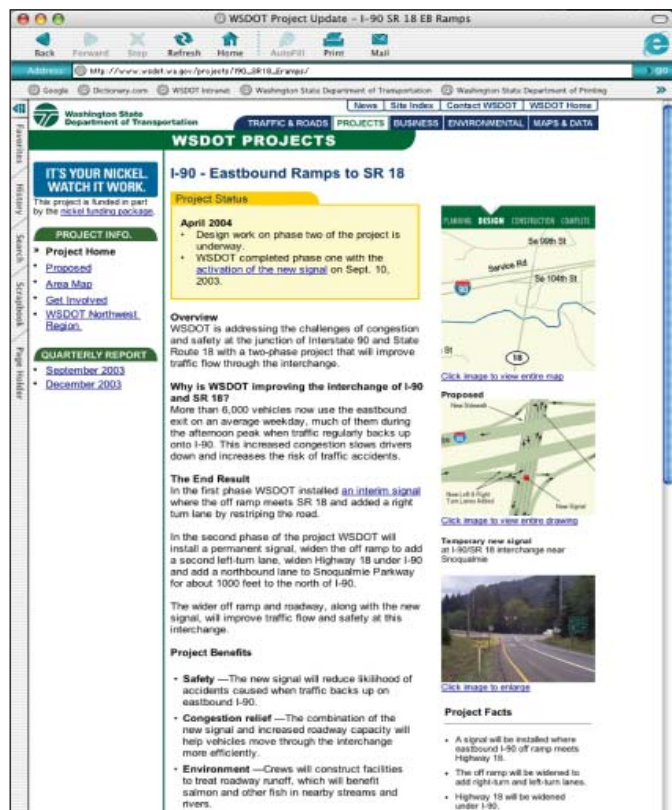 WSDOT Project Update – I-90 SR 18 EB Ramps
Back Forward Stop Refresh Home AutoFill Print Mail
Address: http://www.wsdot.wa.gov/projects/I90_SR18_Eramps/ go
Google Dictionary.com WSDOT Intranet Washington State Department of Transportation Washington State Department of Printing
Favorites
History
Search
Scrapbook
Page Holder
Washington State
Department of Transportation
News Site Index Contact WSDOT WSDOT Home
TRAFFIC & ROADS PROJECTS BUSINESS ENVIRONMENTAL MAPS & DATA
WSDOT PROJECTS
IT'S YOUR NICKEL.
WATCH IT WORK.
This project is funded in part
by the nickel funding package.
PROJECT INFO.
» Project Home
• Proposed
• Area Map
• Get Involved
• WSDOT Northwest
Region
QUARTERLY REPORT
• September 2003
• December 2003
I-90 - Eastbound Ramps to SR 18
Project Status
April 2004
• Design work on phase two of the project is
underway.
• WSDOT completed phase one with the
activation of the new signal on Sept. 10,
2003.
Overview
WSDOT is addressing the challenges of congestion
and safety at the junction of Interstate 90 and State
Route 18 with a two-phase project that will improve
traffic flow through the interchange.
Why is WSDOT improving the interchange of I-90
and SR 18?
More than 6,000 vehicles now use the eastbound
exit on an average weekday, much of them during
the afternoon peak when traffic regularly backs up
onto I-90. This increased congestion slows drivers
down and increases the risk of traffic accidents.
The End Result
In the first phase WSDOT installed an interim signal
where the off ramp meets SR 18 and added a right
turn lane by restriping the road.
In the second phase of the project WSDOT will
install a permanent signal, widen the off ramp to add
a second left-turn lane, widen Highway 18 under I-90
and add a northbound lane to Snoqualmie Parkway
for about 1000 feet to the north of I-90.
The wider off ramp and roadway, along with the new
signal, will improve traffic flow and safety at this
interchange.
Project Benefits
• Safety —The new signal will reduce likilihood of
accidents caused when traffic backs up on
eastbound I-90.
• Congestion relief —The combination of the
new signal and increased roadway capacity will
help vehicles move through the interchange
more efficiently.
• Environment —Crews will construct facilities
to treat roadway runoff, which will benefit
salmon and other fish in nearby streams and
rivers.
PLANNING DESIGN CONSTRUCTION COMPLETE
Se 99th St
Service Rd
Se 104th St
90
St
18
Click image to view entire map
Proposed
New Sidewalk
90
New Left & Right
Turn Lanes Added
New Signal
Click image to view entire drawing
Temporary new signal
at I-90/SR 18 interchange near
Snoqualmie
Click image to enlarge
Project Facts
• A signal will be installed where
eastbound I-90 off ramp meets
Highway 18.
• The off ramp will be widened to
add right-turn and left-turn lanes.
• Highway 18 will be widened
under I-90.